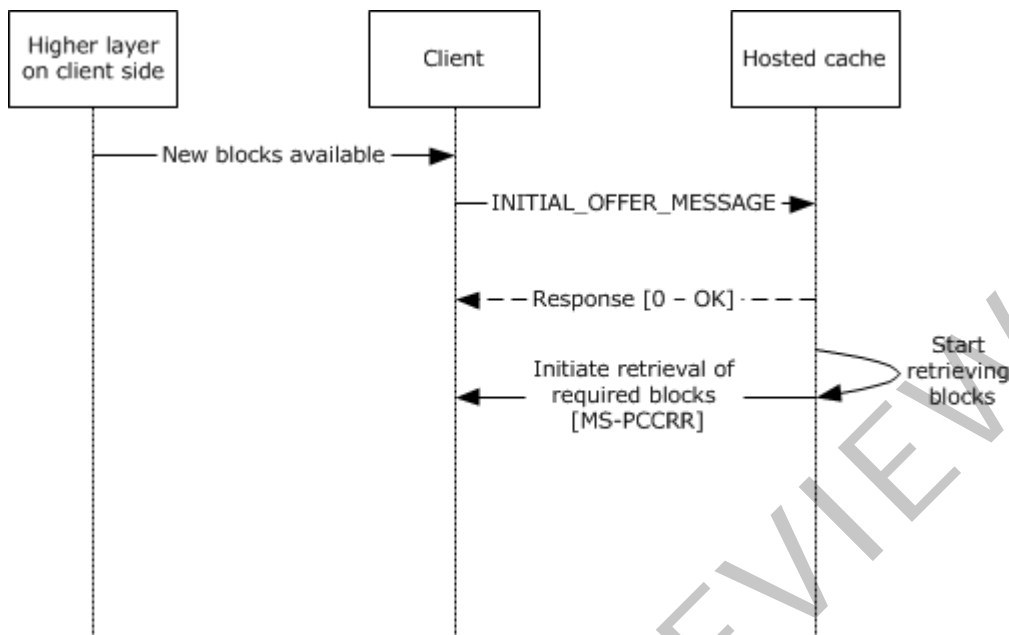 Higher layer
on client side
Client
Hosted cache
New blocks available
INITIAL_OFFER_MESSAGE
Response [0 – OK]
Start
retrieving
blocks
Initiate retrieval of
required blocks
[MS-PCCRR]
EVIEW